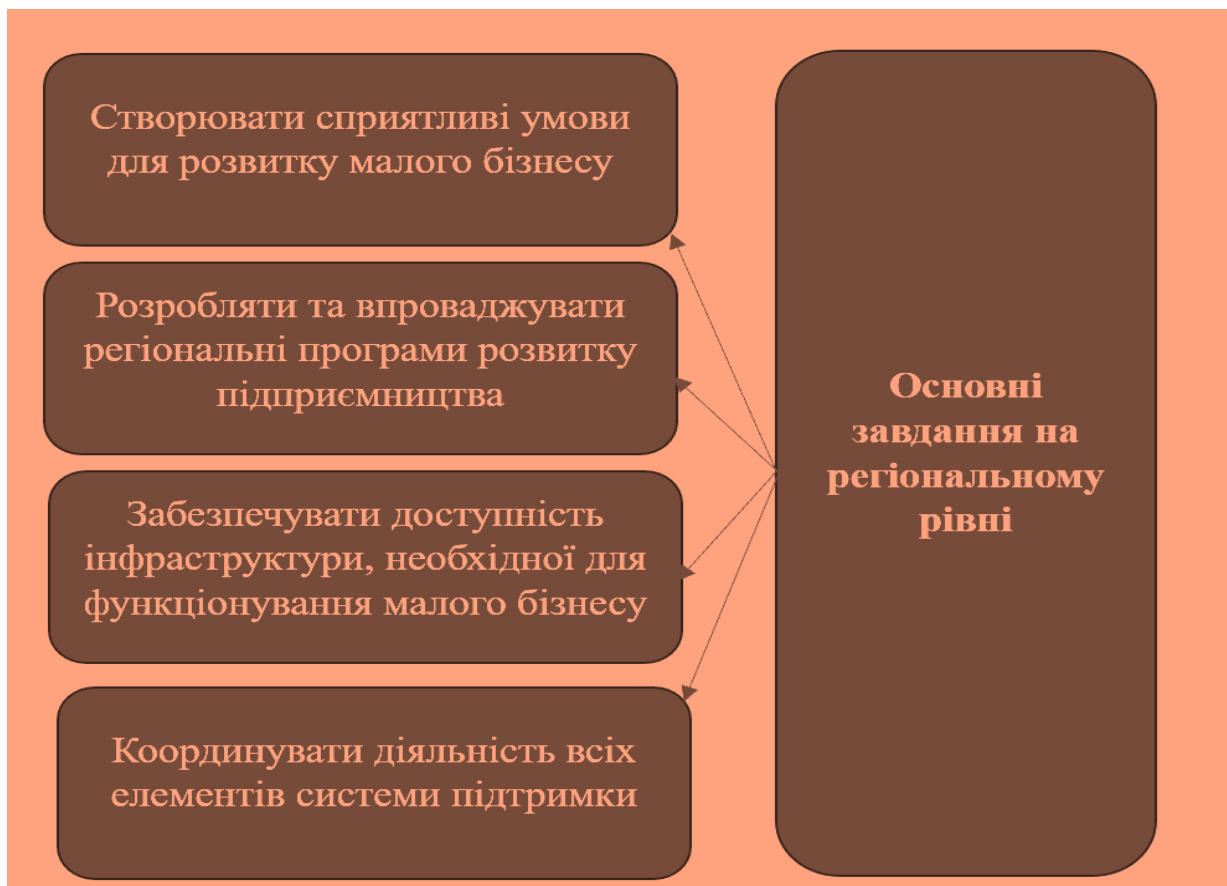 Створювати сприятливі умови
для розвитку малого бізнесу
Розробляти та впроваджувати
регіональні програми розвитку
підприємництва
Забезпечувати доступність
інфраструктури, необхідної для
функціонування малого бізнесу
Координувати діяльність всіх
елементів системи підтримки
Основні
завдання на
регіональному
рівні